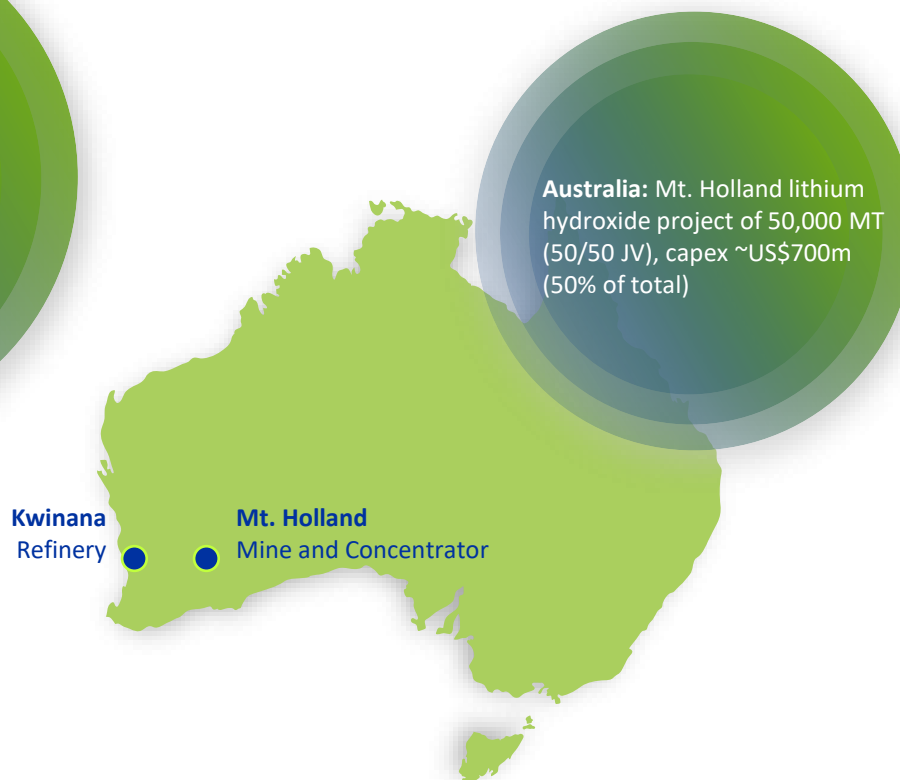 Australia: Mt. Holland lithium
hydroxide project of 50,000 MT
(50/50 JV), capex ~US$700m
(50% of total)
Kwinana
Refinery
Mt. Holland
Mine and Concentrator